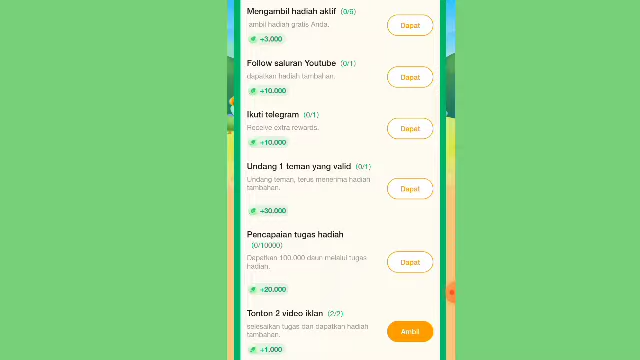 Mengambil hadiah aktif (0/6)
ambil hadiah gratis Anda.
+3.000
Dapat
Follow saluran Youtube (0/1)
dapatkan hadiah tambahan.
+10.000
Dapat
Ikuti telegram (0/1)
Receive extra rewards.
+10.000
Dapat
Undang 1 teman yang valid (0/1)
Undang teman, terus menerima hadiah
tambahan.
+30.000
Dapat
Pencapaian tugas hadiah
(0/10000)
Dapatkan 100.000 daun melalui tugas
hadiah.
+20.000
Dapat
Tonton 2 video iklan (2/2)
selesaikan tugas dan dapatkan hadiah
tambahan.
+1.000
Ambil